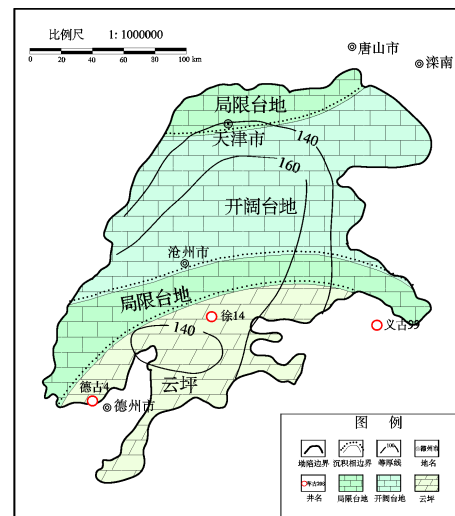 比例尺 1: 1000000
0 20 40 60 80 100 km
唐山市
滦南
局限台地
天津市
140
160
开阔台地
沧州市
局限台地
徐14
义古99
140
云坪
德古4
德州市
图 例
100
坳陷边界 沉积相边界 等厚线 地名
井名 局限台地 开阔台地 云坪